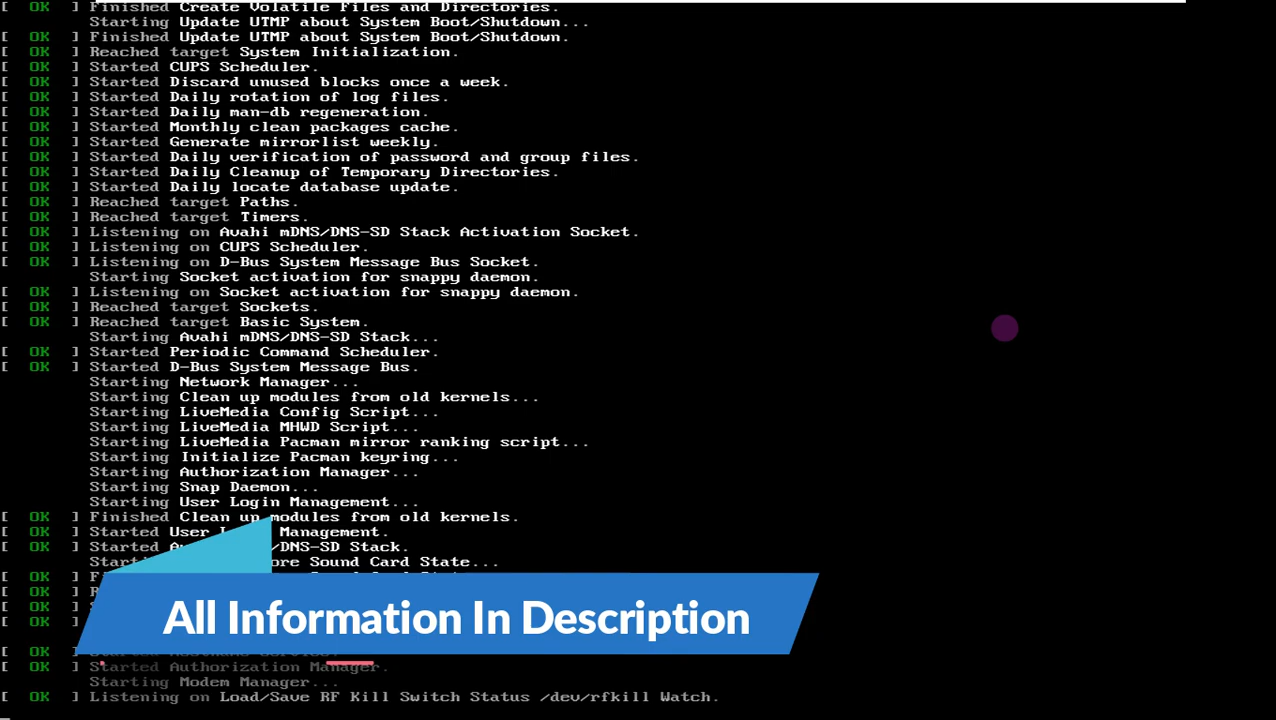 [ OK ] Finished Create Volatile Files and Directories.
Starting Update UTMP about System Boot/Shutdown...
[ OK ] Finished Update UTMP about System Boot/Shutdown.
[ OK ] Reached target System Initialization.
[ OK ] Started CUPS Scheduler.
[ OK ] Started Discard unused blocks once a week.
[ OK ] Started Daily rotation of log files.
[ OK ] Started Daily man-db regeneration.
[ OK ] Started Monthly clean packages cache.
[ OK ] Started Generate mirrorlist weekly.
[ OK ] Started Daily verification of password and group files.
[ OK ] Started Daily Cleanup of Temporary Directories.
[ OK ] Started Daily locate database update.
[ OK ] Reached target Paths.
[ OK ] Reached target Timers.
[ OK ] Listening on Avahi mDNS/DNS-SD Stack Activation Socket.
[ OK ] Listening on CUPS Scheduler.
[ OK ] Listening on D-Bus System Message Bus Socket.
Starting Socket activation for snappy daemon.
[ OK ] Listening on Socket activation for snappy daemon.
[ OK ] Reached target Sockets.
[ OK ] Reached target Basic System.
Starting Avahi mDNS/DNS-SD Stack...
[ OK ] Started Periodic Command Scheduler.
[ OK ] Started D-Bus System Message Bus.
Starting Network Manager...
Starting Clean up modules from old kernels...
Starting LiveMedia Config Script...
Starting LiveMedia MHWD Script...
Starting LiveMedia Pacman mirror ranking script...
Starting Initialize Pacman keyring...
Starting Authorization Manager...
Starting Snap Daemon...
Starting User Login Management...
[ OK ] Finished Clean up modules from old kernels.
[ OK ] Started User Management.
[ OK ] Started /DNS-SD Stack.
Sound Card State...
[ OK ]
[ OK ]
[ OK ]
[ OK ]
All Information In Description
[ OK ] Started Hostname Service.
[ OK ] Started Authorization Manager.
Starting Modem Manager...
[ OK ] Listening on Load/Save RF Kill Switch Status /dev/rfkill Watch.